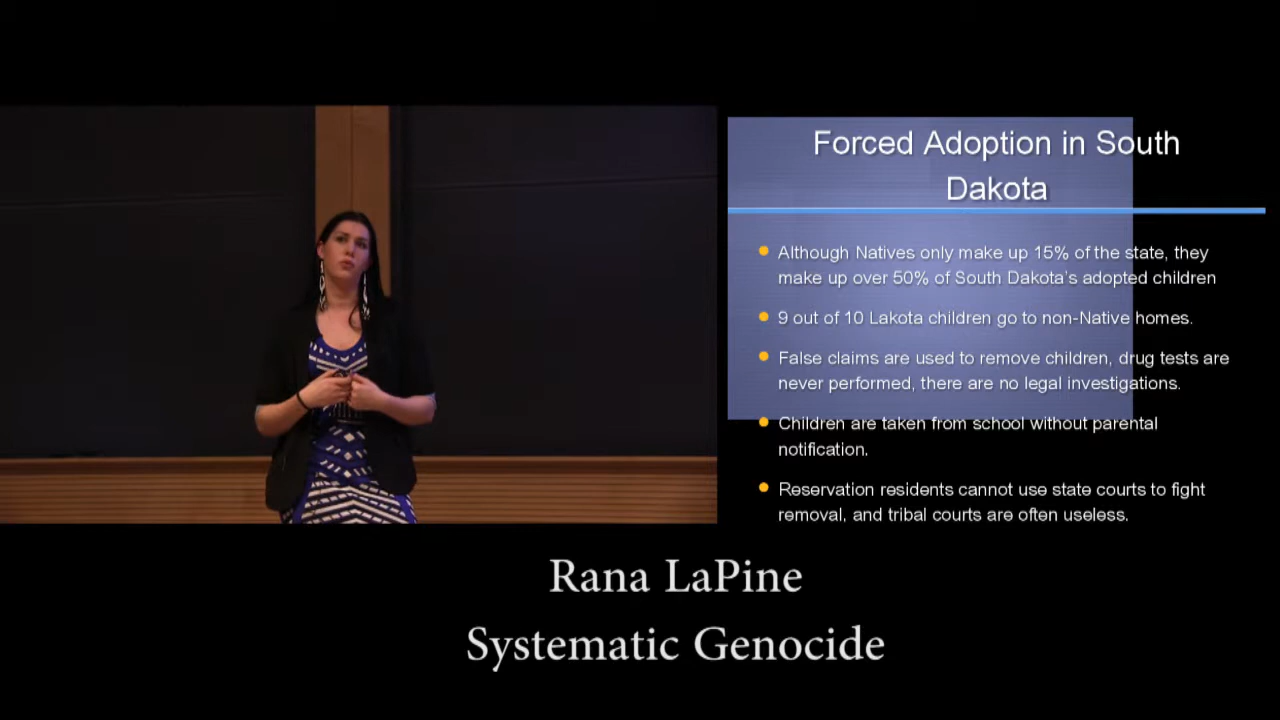 Forced Adoption in South
Dakota
Although Natives only make up 15% of the state, they
make up over 50% of South Dakota's adopted children
9 out of 10 Lakota children go to non-Native homes.
False claims are used to remove children, drug tests are
never performed, there are no legal investigations.
Children are taken from school without parental
notification.
Reservation residents cannot use state courts to fight
removal, and tribal courts are often useless.
Rana LaPine
Systematic Genocide